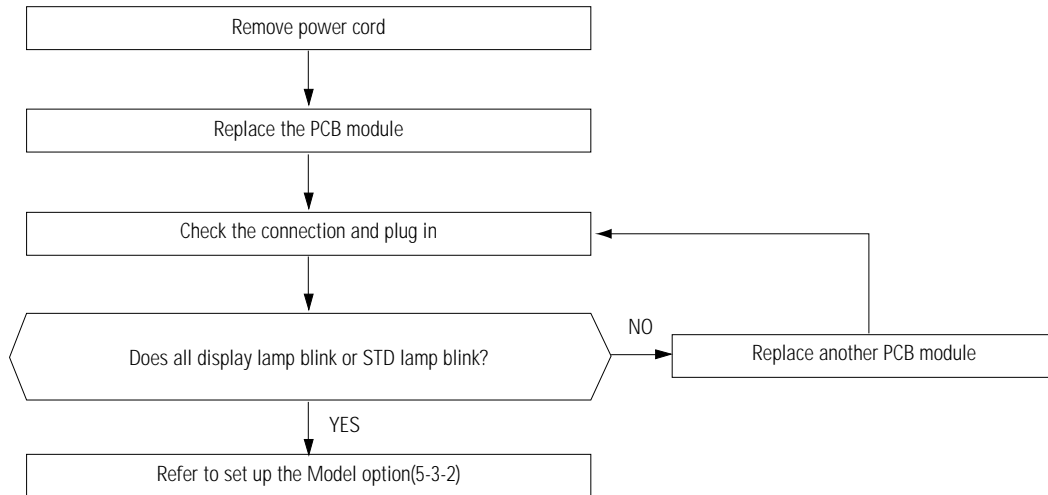 Remove power cord
Replace the PCB module
Check the connection and plug in
Does all display lamp blink or STD lamp blink?
NO
Replace another PCB module
YES
Refer to set up the Model option(5-3-2)